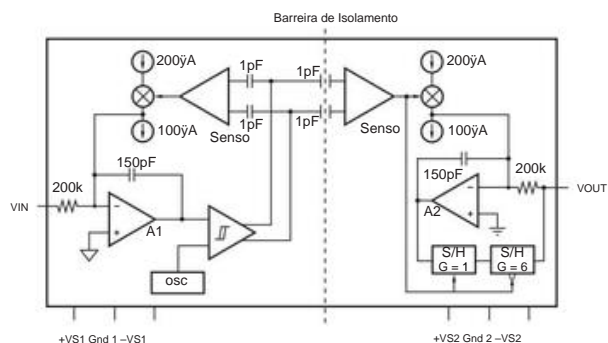 Barreira de Isolamento
200ÿA
1pF
1pF
200ÿA
1pF
1pF
Senso
Senso
100ÿA
100ÿA
150pF
150pF
200k
200k
VIN
VOUT
A1
A2
S/H
G = 1
S/H
G = 6
osc
+VS1 Gnd 1 –VS1
+VS2 Gnd 2 –VS2